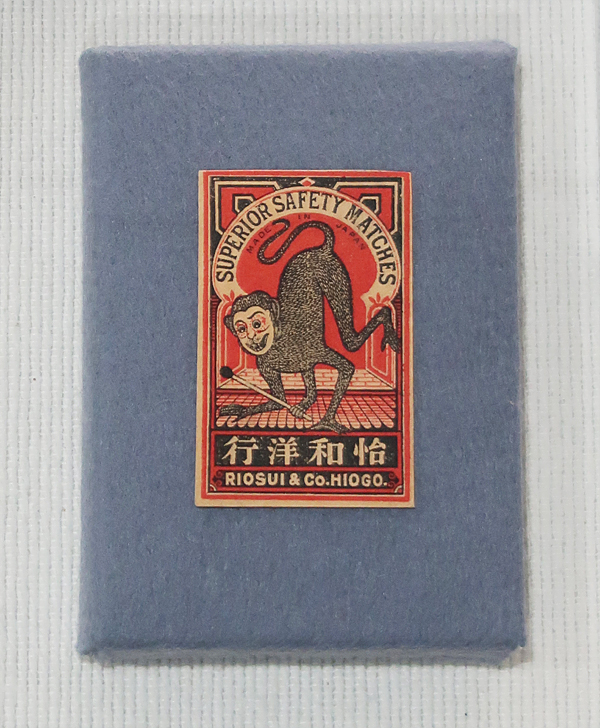 SUPERIOR SAFETY MATCHES
MADE IN JAPAN
行洋和怡
RIOSUI & Co. HIOGO.